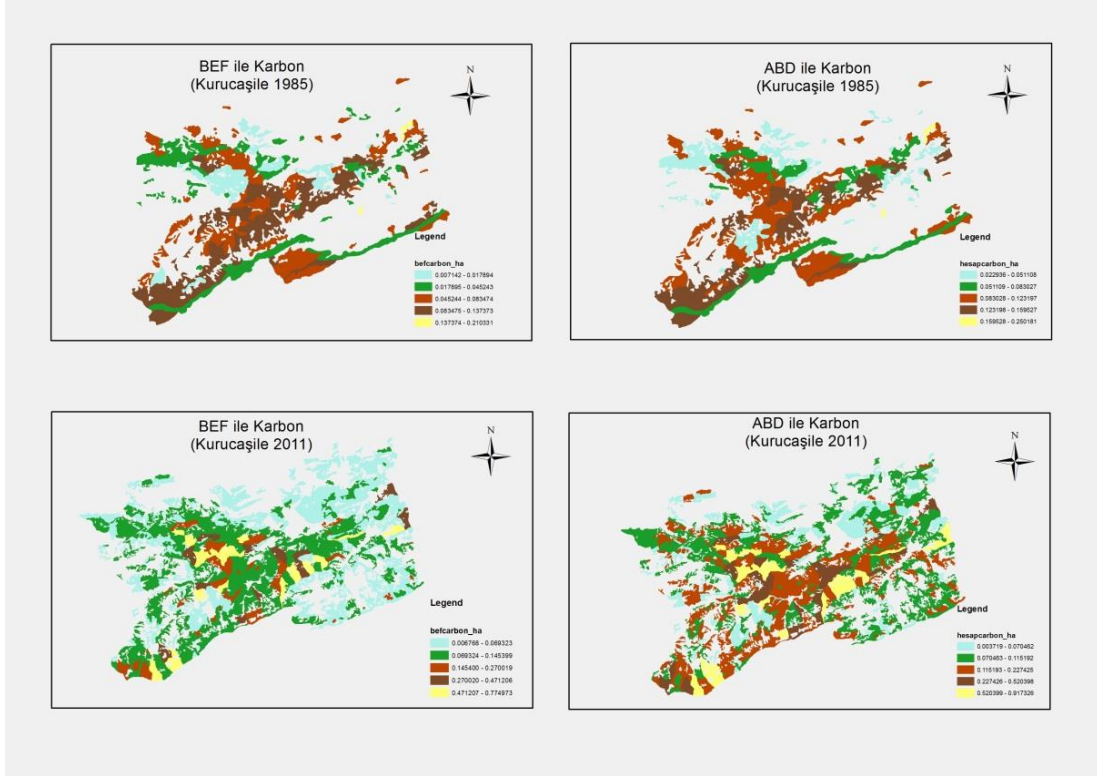 BEF ile Karbon
(Kurucaşile 1985)
N
Legend
befcarbon_ha
0.007142 - 0.017894
0.017895 - 0.045243
0.045244 - 0.083474
0.083475 - 0.137373
0.137374 - 0.210331
ABD ile Karbon
(Kurucaşile 1985)
N
Legend
hesapcarbon_ha
0.022936 - 0.051108
0.051109 - 0.083027
0.083028 - 0.123197
0.123198 - 0.159527
0.159528 - 0.250181
BEF ile Karbon
(Kurucaşile 2011)
N
Legend
befcarbon_ha
0.006768 - 0.069323
0.069324 - 0.145399
0.145400 - 0.270019
0.270020 - 0.471206
0.471207 - 0.774973
ABD ile Karbon
(Kurucaşile 2011)
N
Legend
hesapcarbon_ha
0.003719 - 0.070462
0.070463 - 0.115192
0.115193 - 0.227425
0.227426 - 0.520398
0.520399 - 0.917326